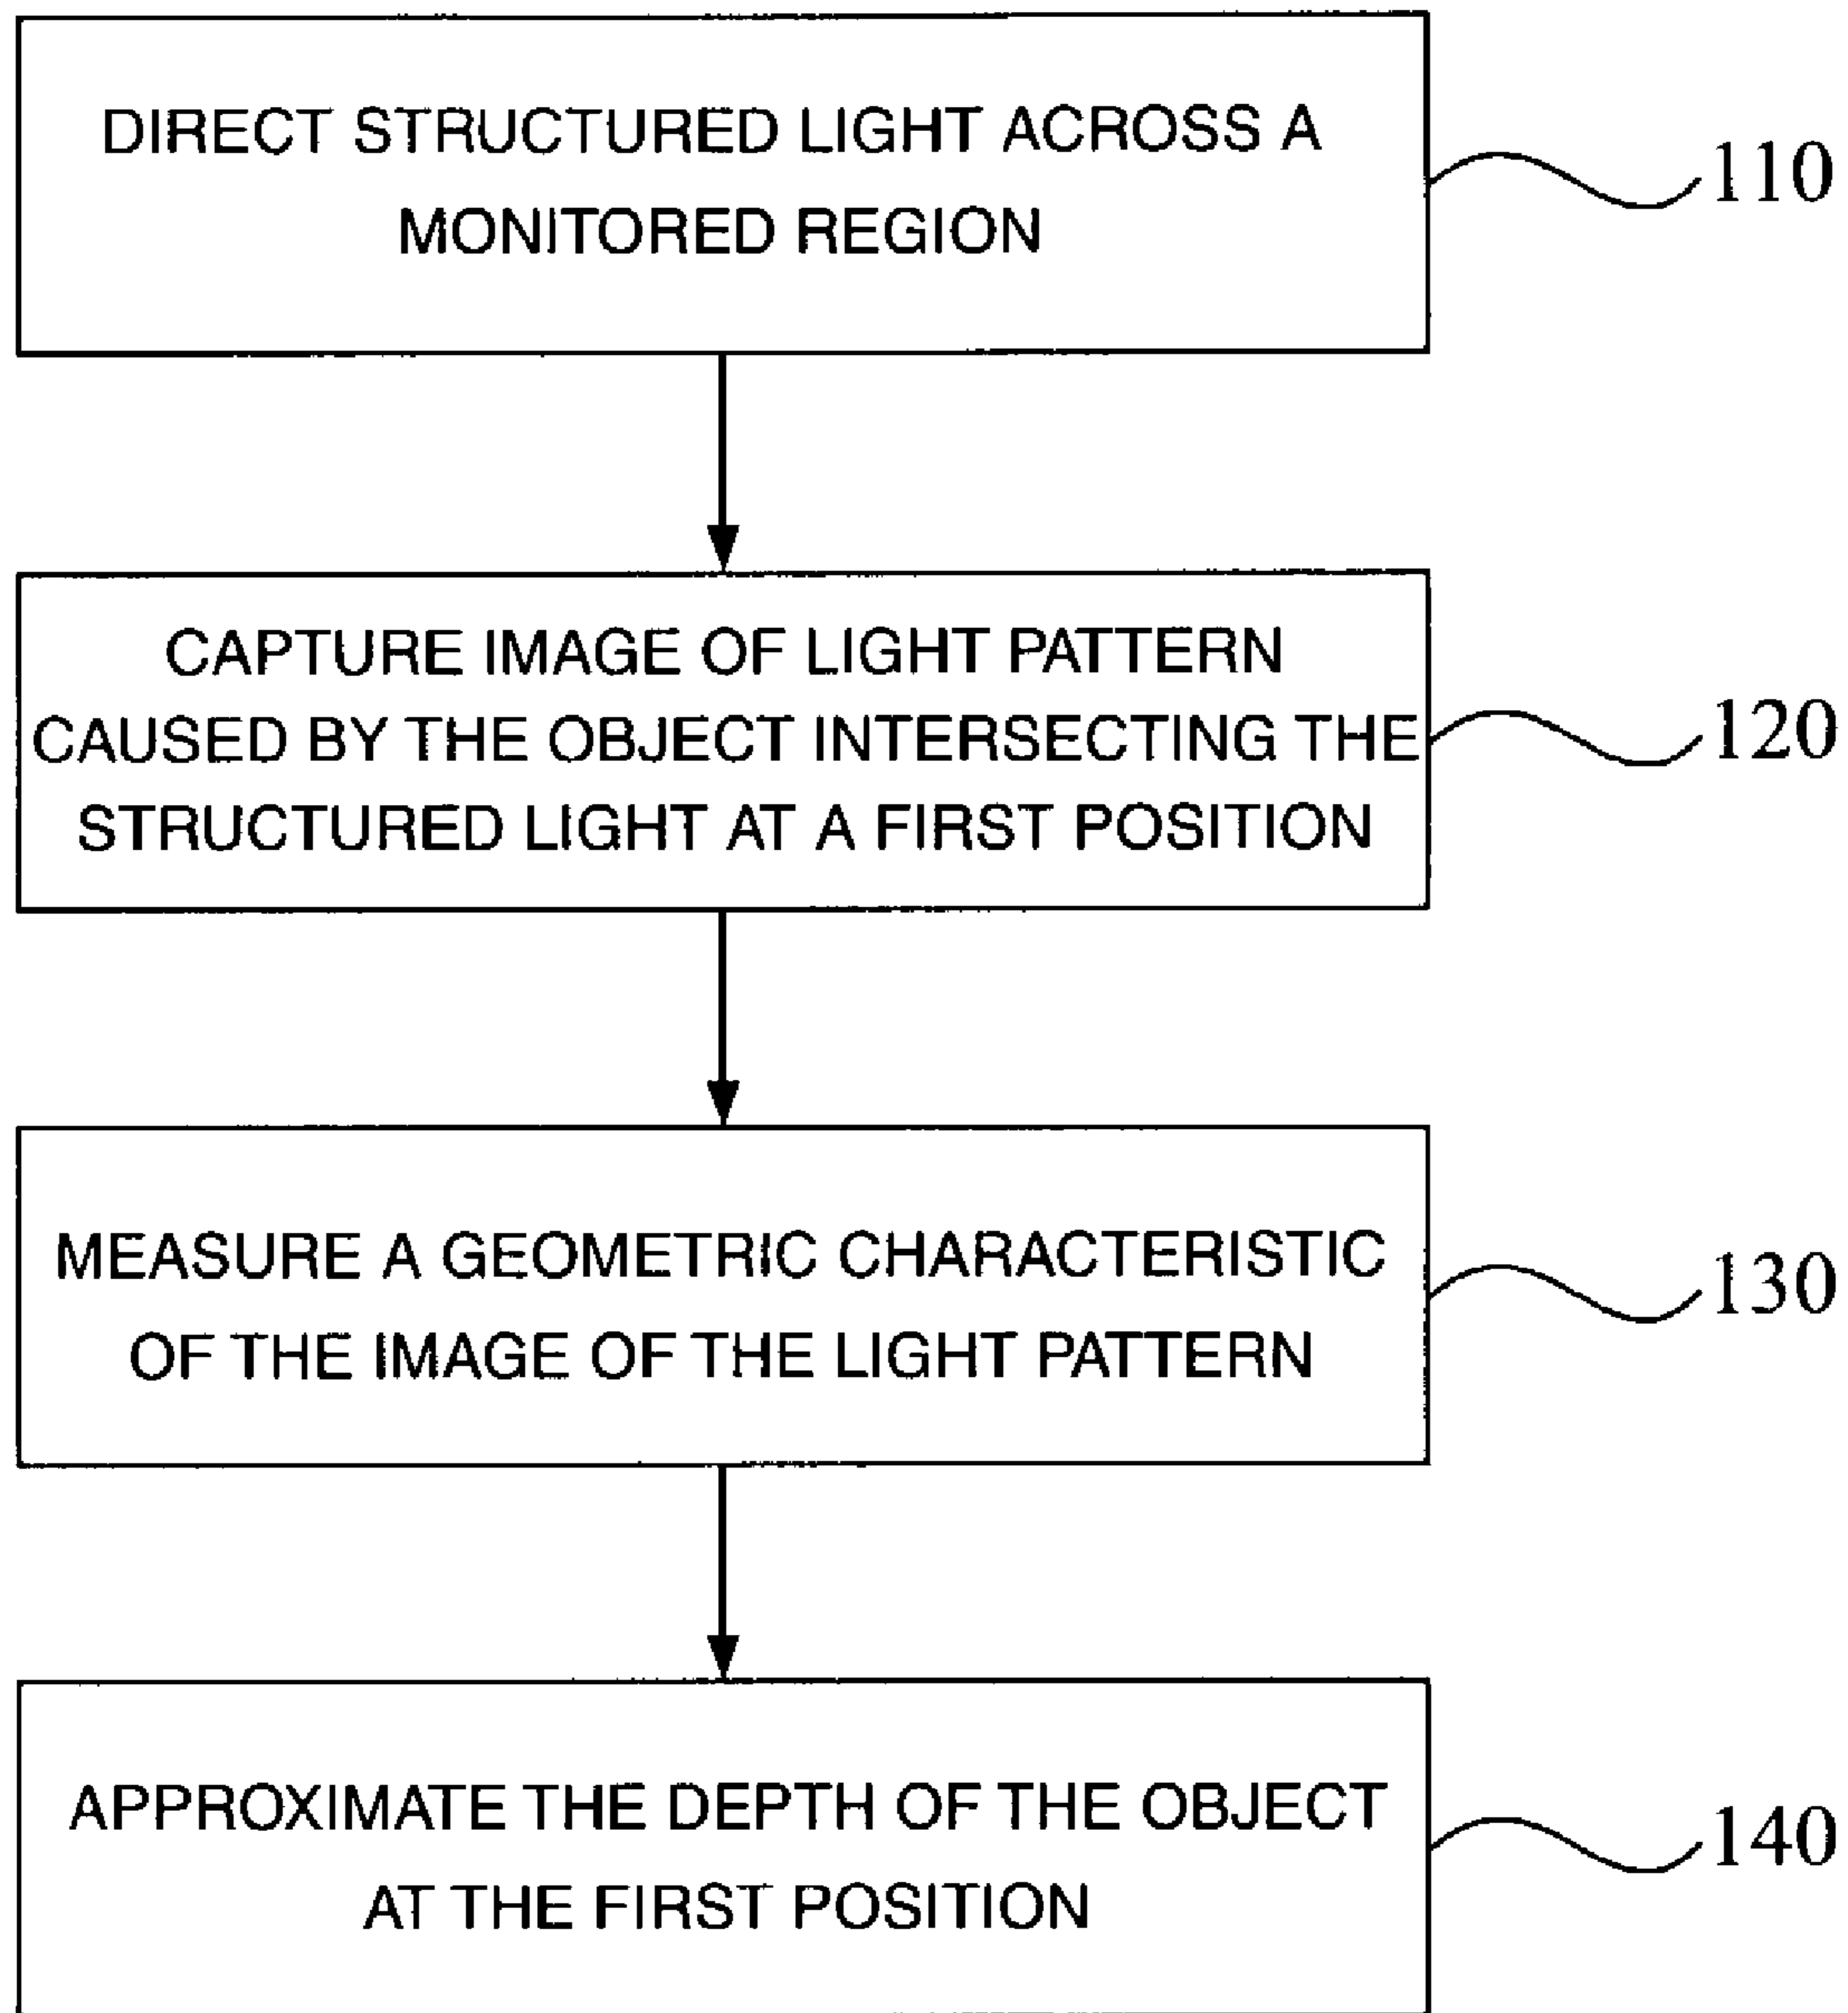 DIRECT STRUCTURED LIGHT ACROSS A
MONITORED REGION
110
CAPTURE IMAGE OF LIGHT PATTERN
CAUSED BY THE OBJECT INTERSECTING THE
STRUCTURED LIGHT AT A FIRST POSITION
120
MEASURE A GEOMETRIC CHARACTERISTIC
OF THE IMAGE OF THE LIGHT PATTERN
130
APPROXIMATE THE DEPTH OF THE OBJECT
AT THE FIRST POSITION
140